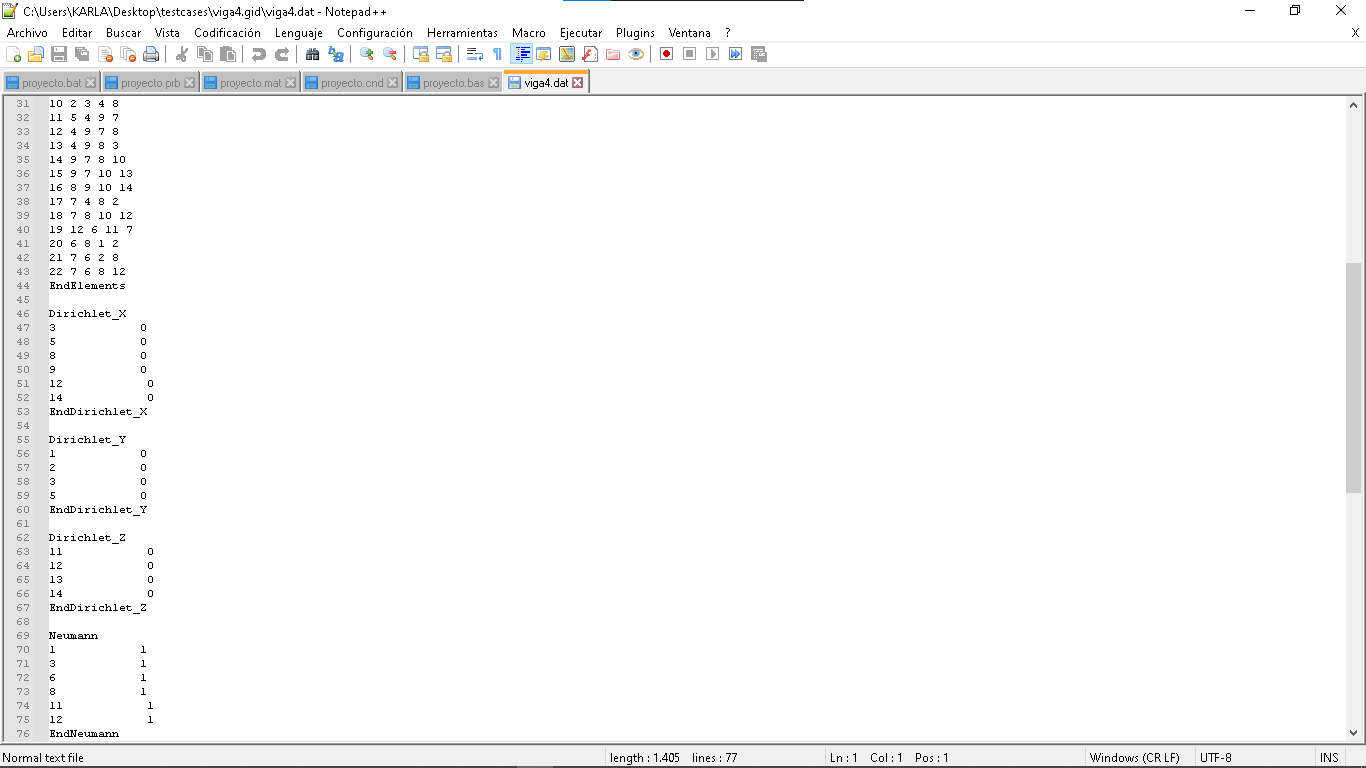 C:\Users\KARLA\Desktop\testcases\viga4.gid\viga4.dat - Notepad++
Archivo Editar Buscar Vista Codificación Lenguaje Configuración Herramientas Macro Ejecutar Plugins Ventana ? X
proyecto.bat proyecto.prb proyecto.mat proyecto.cnd proyecto.bas viga4.dat
31 10 2 3 4 8
32 11 5 4 9 7
33 12 4 9 7 8
34 13 4 9 8 3
35 14 9 7 8 10
36 15 9 7 10 13
37 16 8 9 10 14
38 17 7 4 8 2
39 18 7 8 10 12
40 19 12 6 11 7
41 20 6 8 1 2
42 21 7 6 2 8
43 22 7 6 8 12
44 EndElements
45
46 Dirichlet_X
47 3 0
48 5 0
49 8 0
50 9 0
51 12 0
52 14 0
53 EndDirichlet_X
54
55 Dirichlet_Y
56 1 0
57 2 0
58 3 0
59 5 0
60 EndDirichlet_Y
61
62 Dirichlet_Z
63 11 0
64 12 0
65 13 0
66 14 0
67 EndDirichlet_Z
68
69 Neumann
70 1 1
71 3 1
72 6 1
73 8 1
74 11 1
75 12 1
76 EndNeumann
Normal text file length : 1.405 lines : 77 Ln : 1 Col : 1 Pos : 1 Windows (CR LF) UTF-8 INS